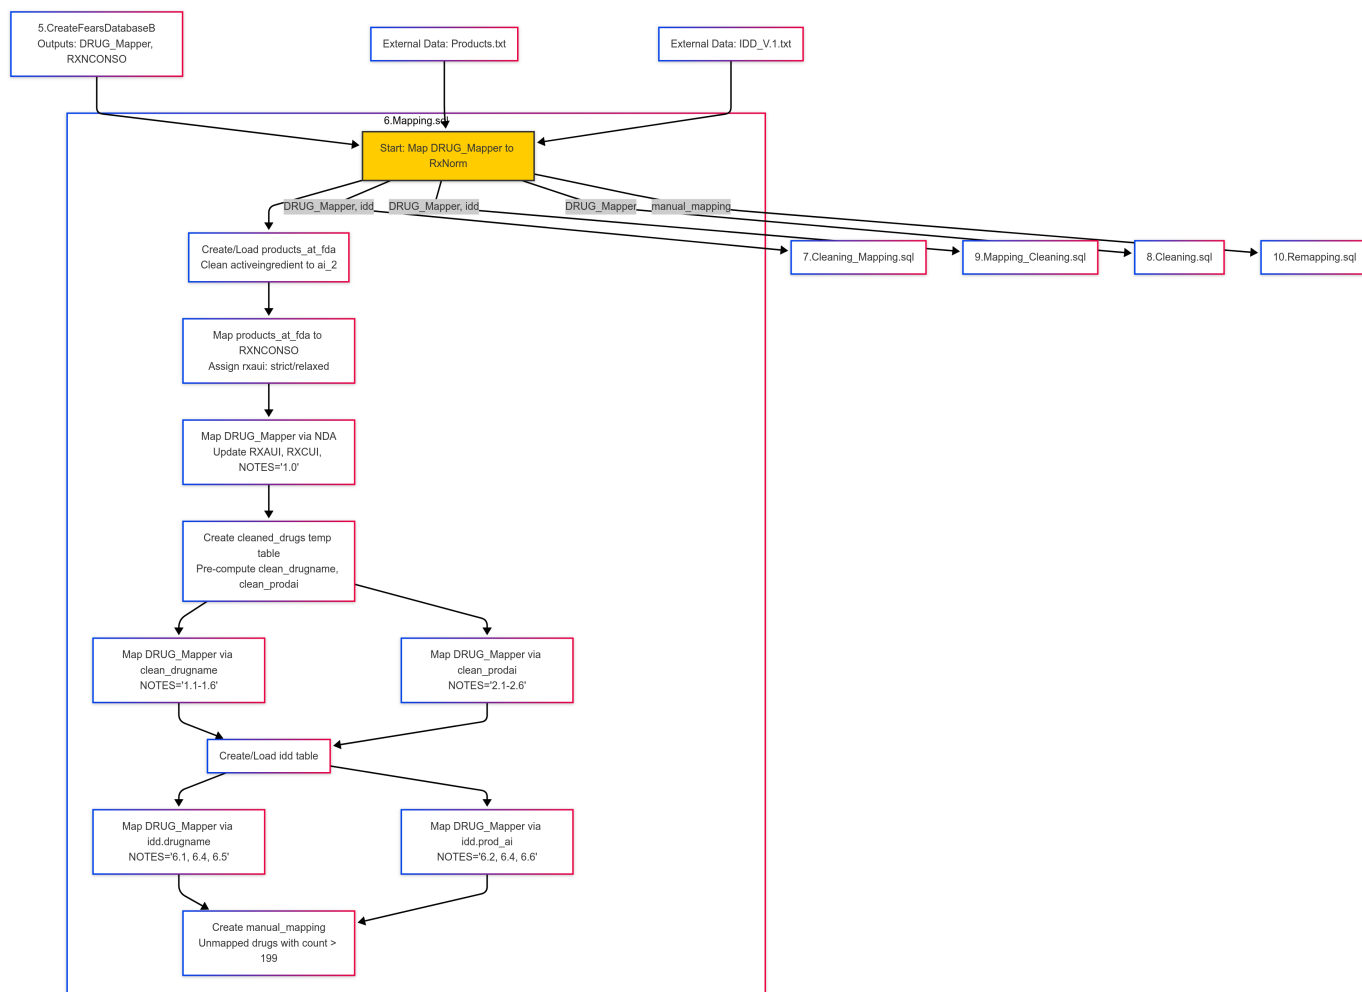 5.CreateFearsDatabaseB
Outputs: DRUG_Mapper,
RXNCONSO
External Data: Products.txt
External Data: IDD_V.1.txt
6.Mapping.sql
Start: Map DRUG_Mapper to
RxNorm
DRUG_Mapper, idd
DRUG_Mapper, idd
DRUG_Mapper
manual_mapping
Create/Load products_at_fda
Clean activeingredient to ai_2
7.Cleaning_Mapping.sql
9.Mapping_Cleaning.sql
8.Cleaning.sql
10.Remapping.sql
Map products_at_fda to
RXNCONSO
Assign rxaui: strict/relaxed
Map DRUG_Mapper via NDA
Update RXAUI, RXCUI,
NOTES='1.0'
Create cleaned_drugs temp
table
Pre-compute clean_drugname,
clean_prodai
Map DRUG_Mapper via
clean_drugname
NOTES='1.1-1.6'
Map DRUG_Mapper via
clean_prodai
NOTES='2.1-2.6'
Create/Load idd table
Map DRUG_Mapper via
idd.drugname
NOTES='6.1, 6.4, 6.5'
Map DRUG_Mapper via
idd.prod_ai
NOTES='6.2, 6.4, 6.6'
Create manual_mapping
Unmapped drugs with count >
199